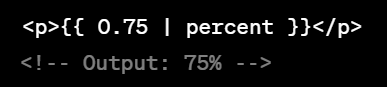 <p>{{ 0.75 | percent }}</p>
<!-- Output: 75% -->